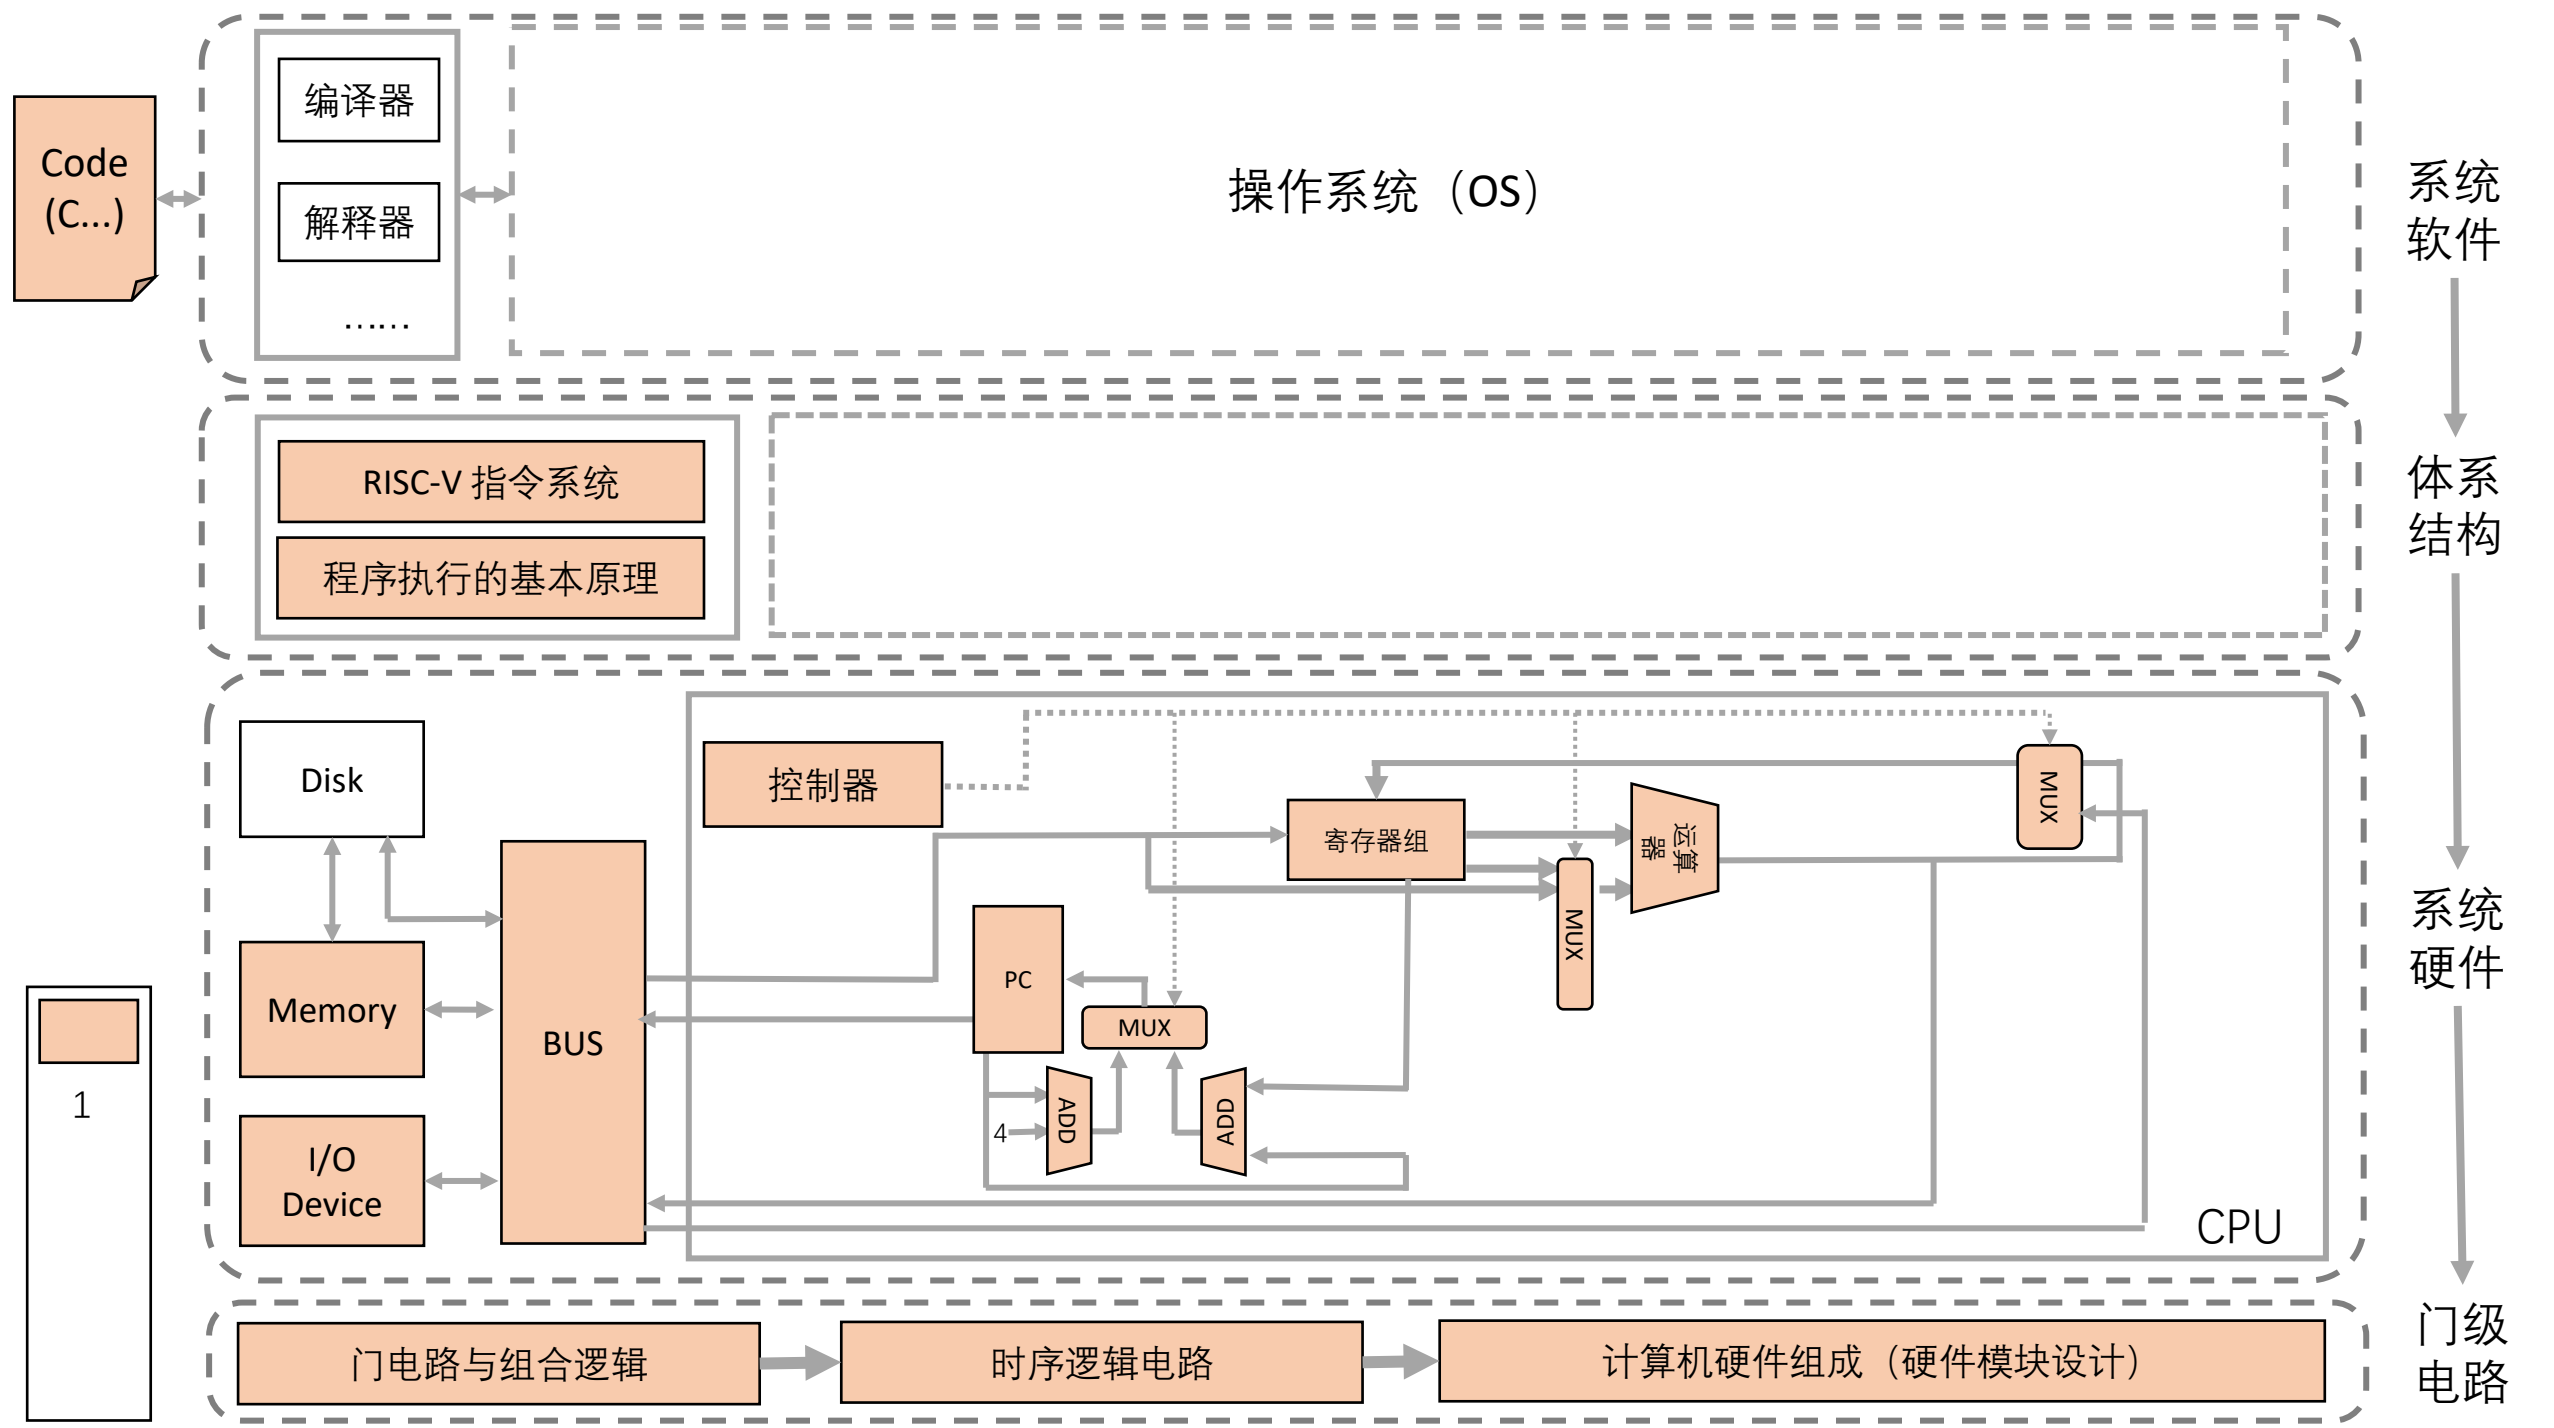 Code
(C...)
编译器
解释器
......
操作系统（OS）
系统
软件
RISC-V 指令系统
程序执行的基本原理
体系
结构
Disk
Memory
I/O
Device
BUS
控制器
寄存器组
运算
器
MUX
MUX
PC
MUX
4
ADD
ADD
CPU
系统
硬件
1
门电路与组合逻辑
时序逻辑电路
计算机硬件组成（硬件模块设计）
门级
电路